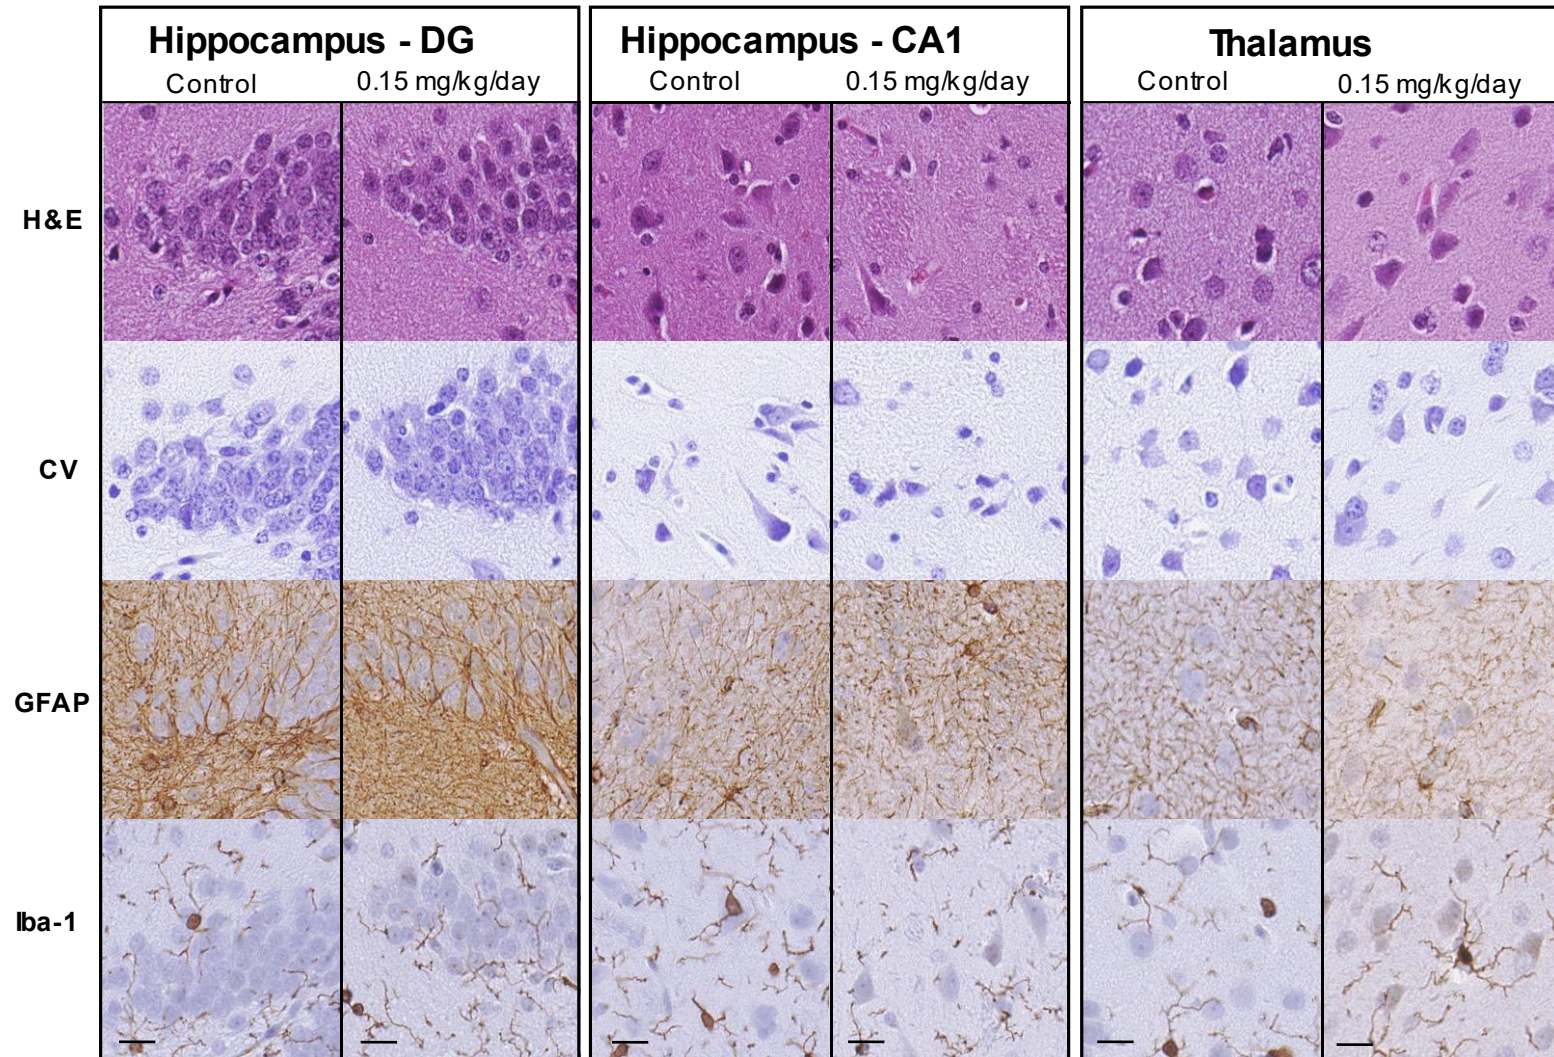 Hippocampus - DG
Hippocampus - CA1
Thalamus
Control
0.15 mg/kg/day
Control
0.15 mg/kg/day
Control
0.15 mg/kg/day
H&E
CV
GFAP
Iba-1